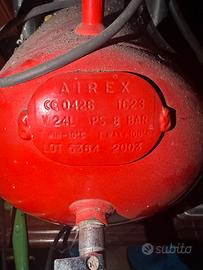 AIREX
CE 0426 1023
V 24L PS 8 BAR
LOT 5364 2003
subito